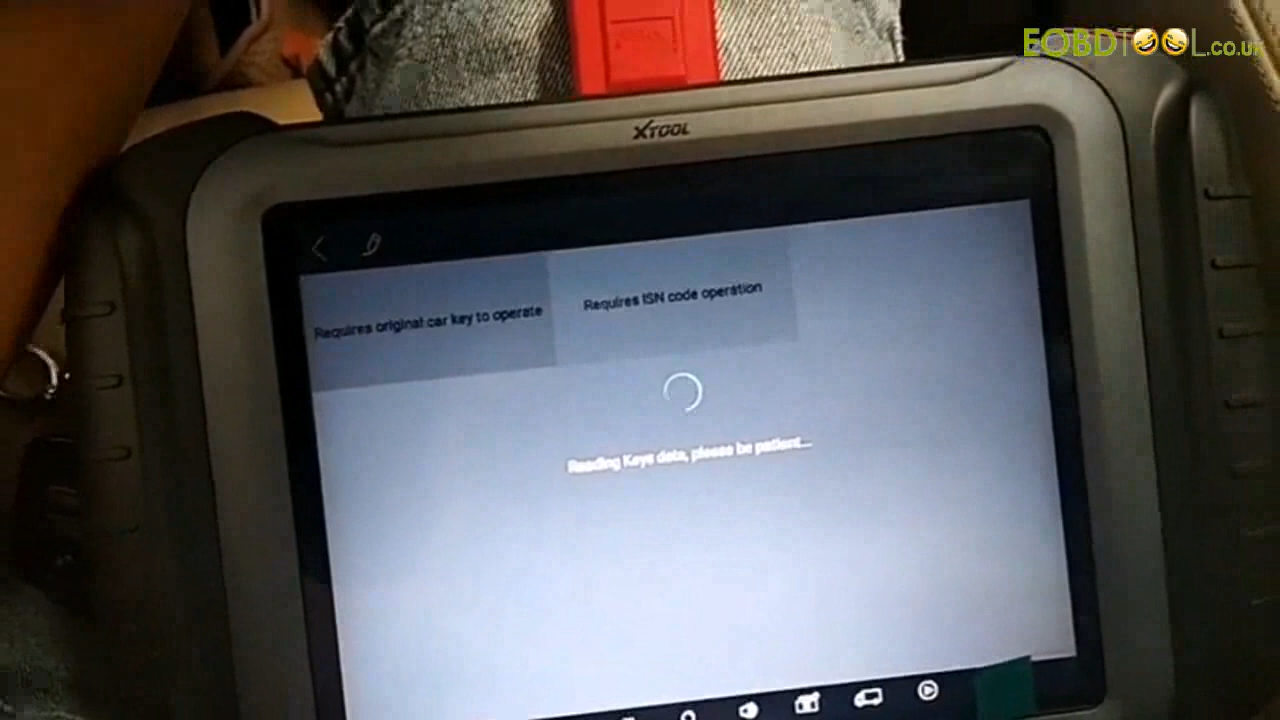 EOBDTOOL.co.uk
XTOOL
Requires original car key to operate
Requires ISN code operation
Reading Keys data, please be patient...